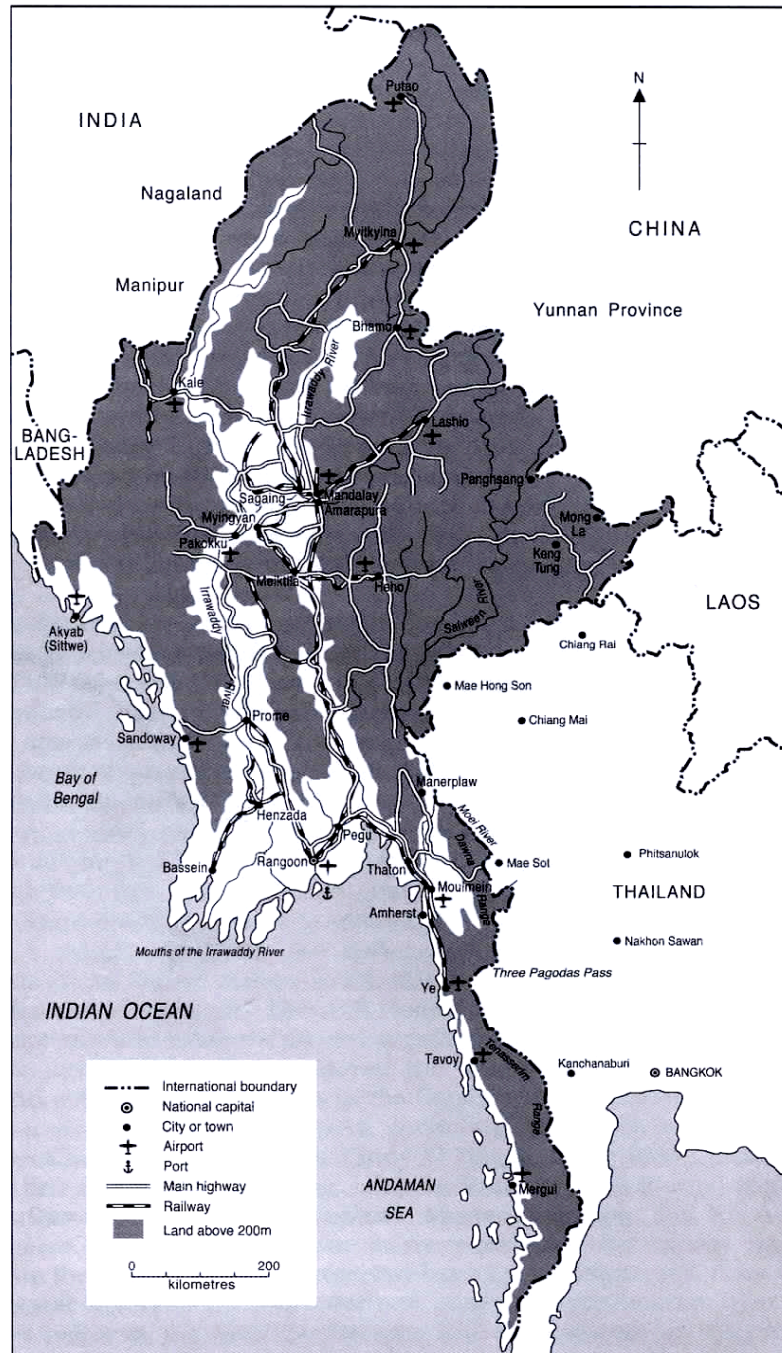 Putao
N
INDIA
Nagaland
CHINA
Myitkyina
Manipur
Yunnan Province
Bhamo
Irrawaddy River
Kale
Lashio
BANG-
LADESH
Panghsang
Sagaing
Mandalay
Amarapura
Myingyan
Mong
La
Pakokku
Keng
Tung
Meiktila
Heho
Irrawaddy
River
Salween
River
LAOS
Akyab
(Sittwe)
Chiang Rai
Mae Hong Son
Prome
Chiang Mai
Sandoway
Bay of
Bengal
Manerplaw
Henzada
Moei River
Pegu
Dawna
Range
Bassein
Rangoon
Thaton
Mae Sot
Phitsanulok
Moulmein
THAILAND
Amherst
Nakhon Sawan
Mouths of the Irrawaddy River
Three Pagodas Pass
Ye
INDIAN OCEAN
Tavoy
Tenasserim
Range
Kanchanaburi
BANGKOK
International boundary
National capital
City or town
Airport
Port
Main highway
Railway
Land above 200m
0 200
kilometres
ANDAMAN
SEA
Mergui